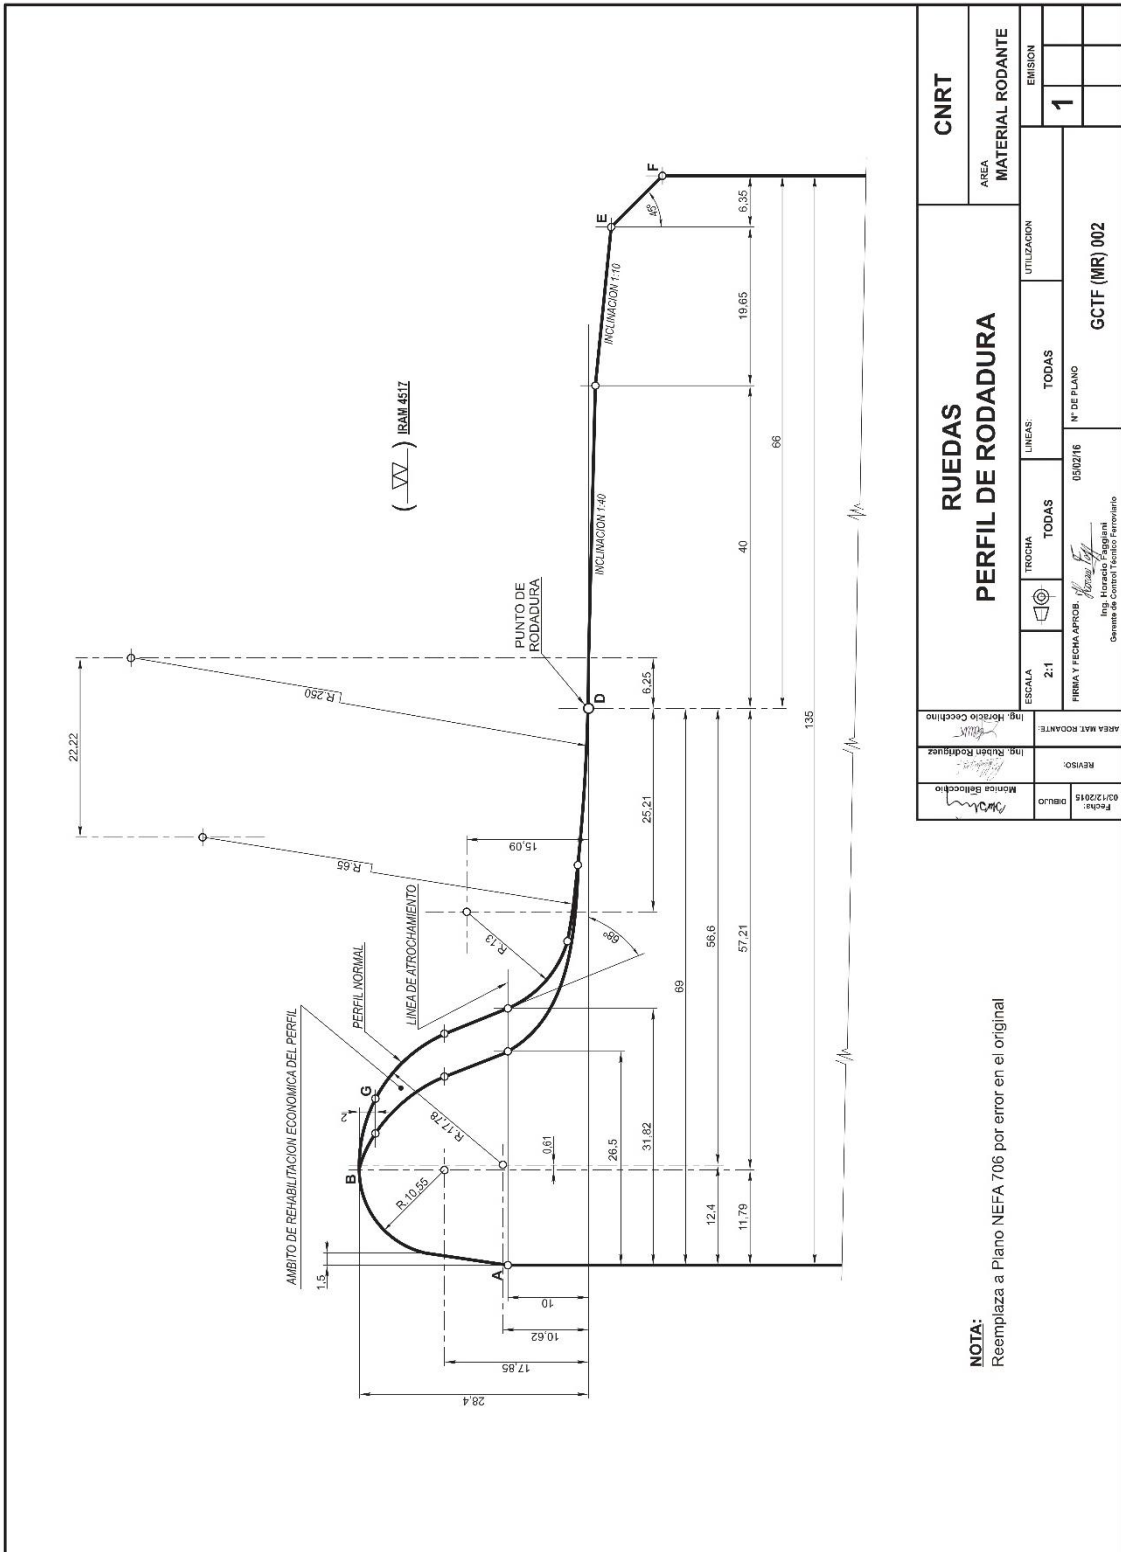 22,22
R.250
R.65
( ) IRAM 4517
AMBITO DE REHABILITACION ECONOMICA DEL PERFIL
PERFIL NORMAL
LINEA DE ATROCHAMIENTO
PUNTO DE
RODADURA
INCLINACION 1:40
INCLINACION 1:10
B
G
2
R.17,78
R.10,55
R.13
15,09
1,5
A
D
E
F
45°
68°
0,61
28,4
17,85
10,62
10
26,5
31,82
25,21
6,25
69
12,4
56,6
11,79
57,21
40
19,65
6,35
66
135
NOTA:
Reemplaza a Plano NEFA 706 por error en el original
RUEDAS
PERFIL DE RODADURA
CNRT
AREA
MATERIAL RODANTE
ESCALA
2:1
TROCHA
TODAS
LINEAS:
TODAS
UTILIZACION
EMISION
1
FIRMA Y FECHA APROB.
05/02/16
Ing. Horacio Faggiani
Gerente de Control Técnico Ferroviario
N° DE PLANO
GCTF (MR) 002
Fecha:
03/12/2015
DIBUJO
Mónica Bellocchio
REVISO:
Ing. Rubén Rodríguez
AREA MAT. RODANTE:
Ing. Horacio Cecchino